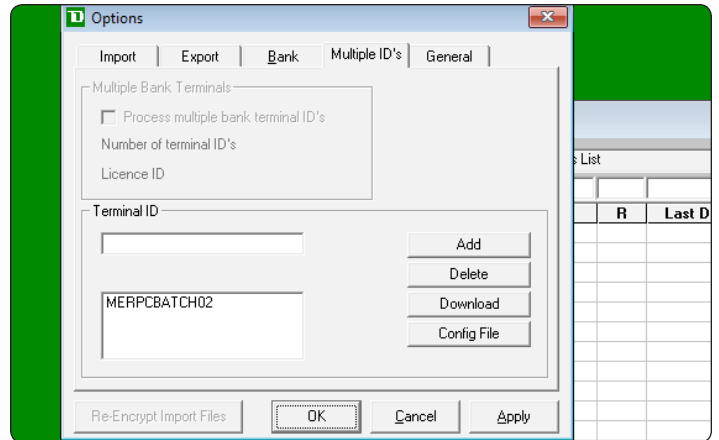 D Options
Import Export Bank Multiple ID's General
Multiple Bank Terminals
Process multiple bank terminal ID's
Number of terminal ID's
Licence ID
s List
Terminal ID
R Last D
Add
Delete
MERPCBATCH02 Download
Config File
Re-Encrypt Import Files OK Cancel Apply